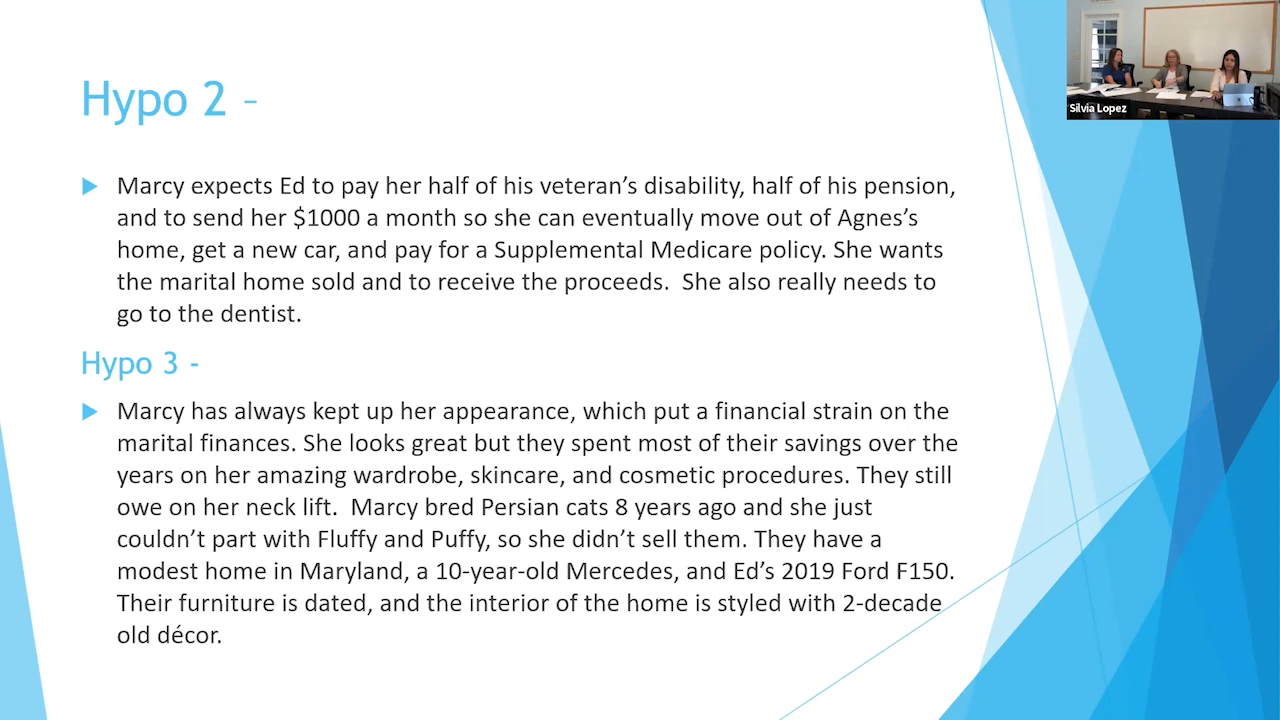 Hypo 2 –
Silvia Lopez
Marcy expects Ed to pay her half of his veteran’s disability, half of his pension,
and to send her $1000 a month so she can eventually move out of Agnes’s
home, get a new car, and pay for a Supplemental Medicare policy. She wants
the marital home sold and to receive the proceeds.  She also really needs to
go to the dentist.
Hypo 3 -
Marcy has always kept up her appearance, which put a financial strain on the
marital finances. She looks great but they spent most of their savings over the
years on her amazing wardrobe, skincare, and cosmetic procedures. They still
owe on her neck lift.  Marcy bred Persian cats 8 years ago and she just
couldn’t part with Fluffy and Puffy, so she didn’t sell them. They have a
modest home in Maryland, a 10-year-old Mercedes, and Ed’s 2019 Ford F150.
Their furniture is dated, and the interior of the home is styled with 2-decade
old décor.